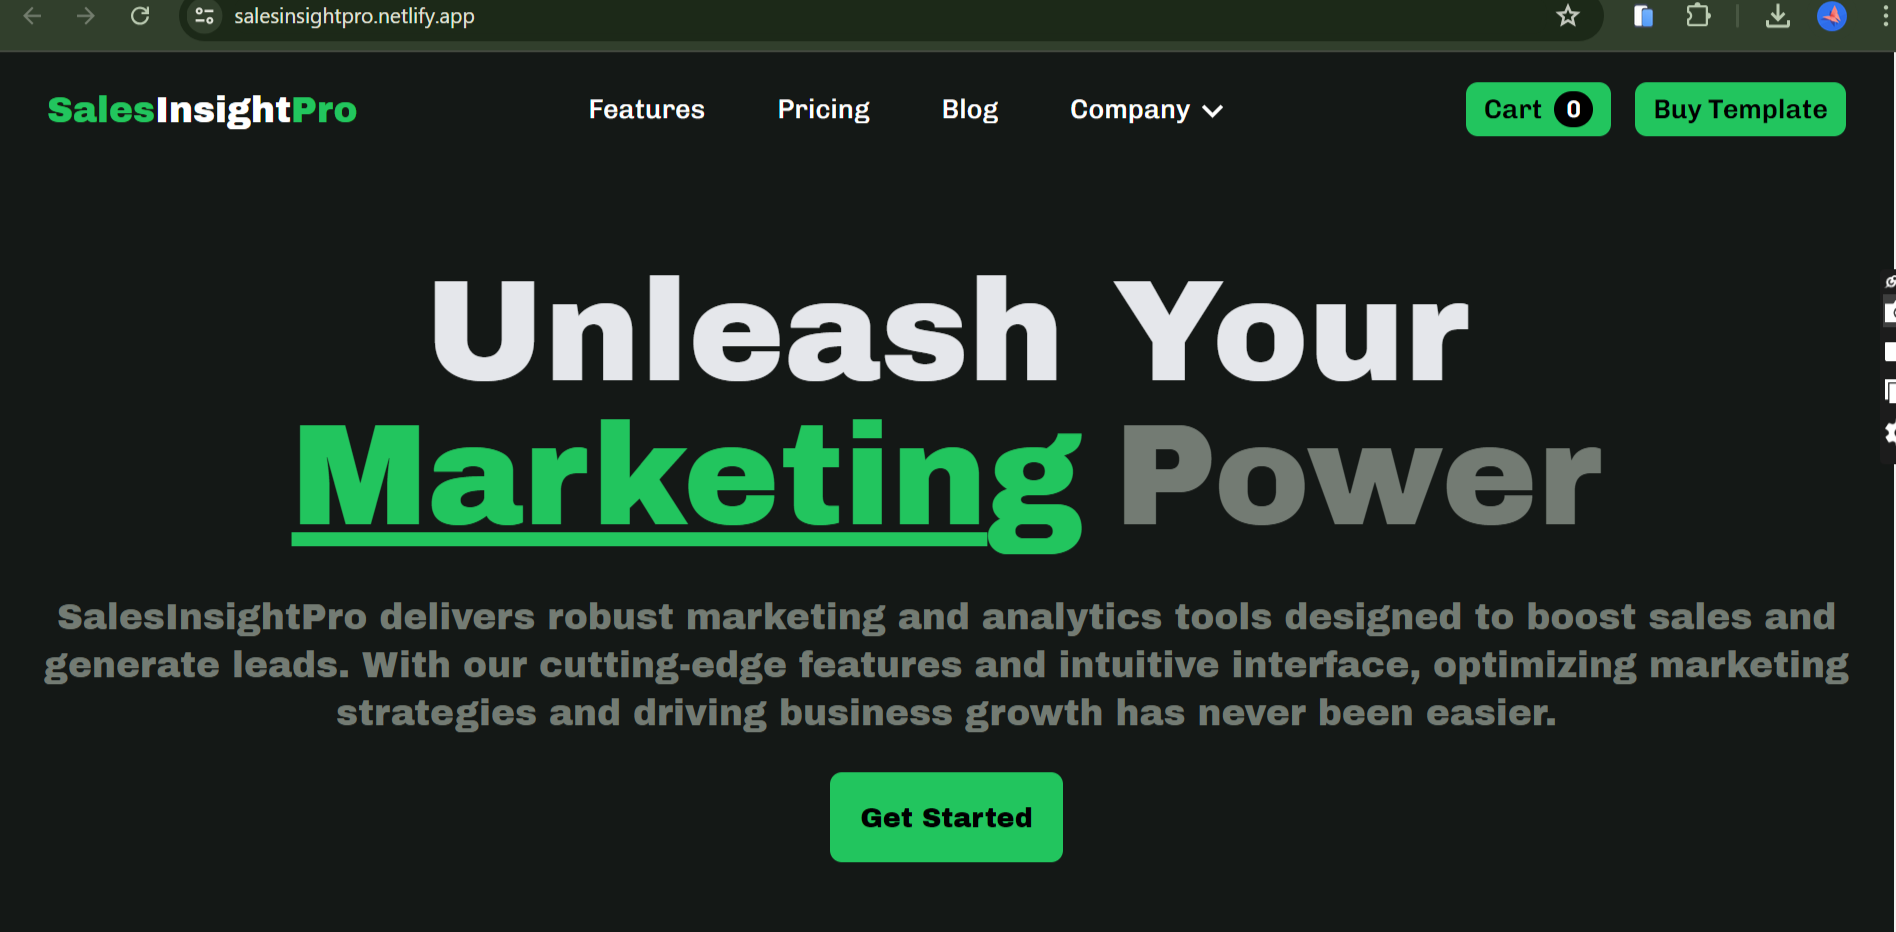 salesinsightpro.netlify.app
SalesInsightPro
Features
Pricing
Blog
Company
Cart 0
Buy Template
Unleash Your
Marketing Power
SalesInsightPro delivers robust marketing and analytics tools designed to boost sales and
generate leads. With our cutting-edge features and intuitive interface, optimizing marketing
strategies and driving business growth has never been easier.
Get Started